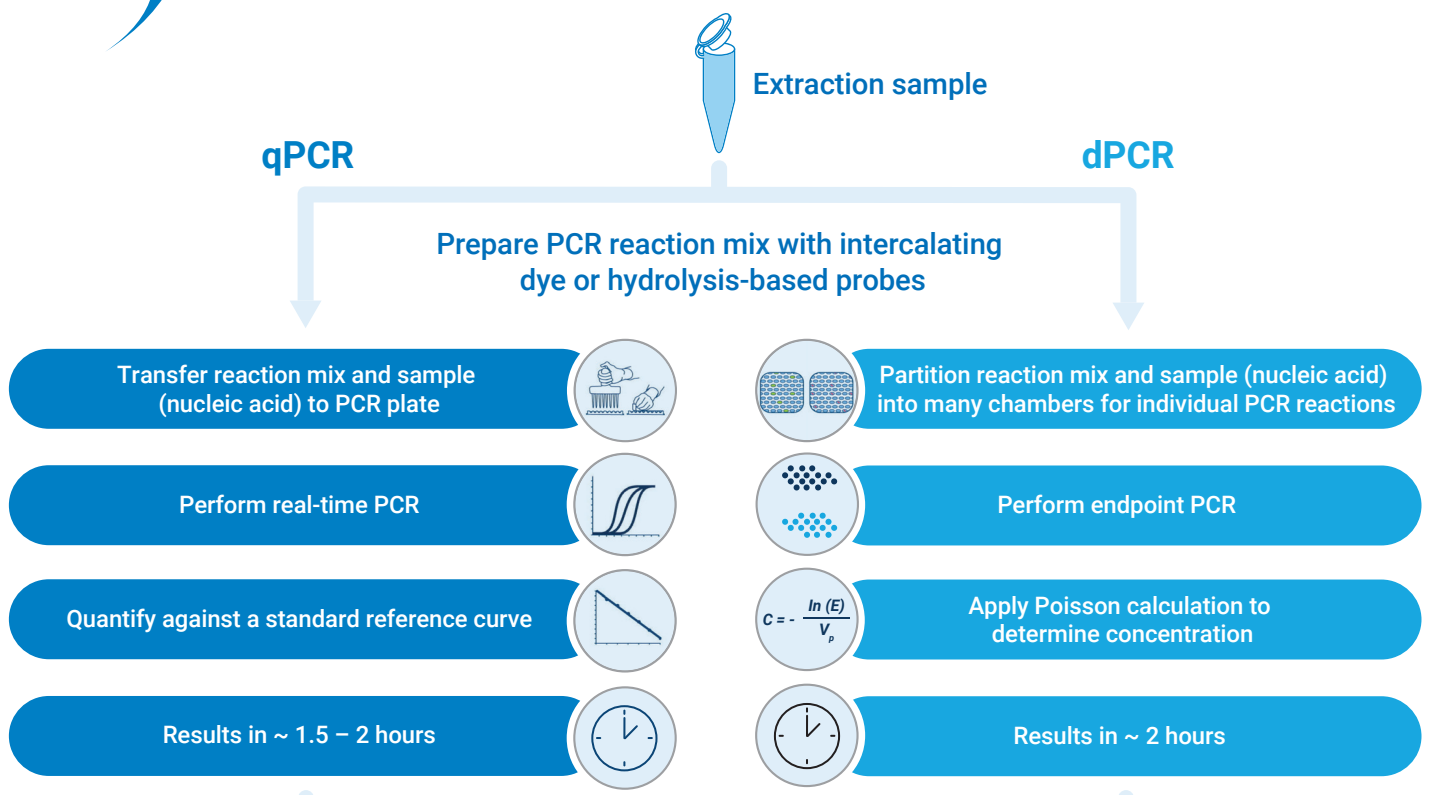 Extraction sample
qPCR
dPCR
Prepare PCR reaction mix with intercalating
dye or hydrolysis-based probes
Transfer reaction mix and sample
(nucleic acid) to PCR plate
Partition reaction mix and sample (nucleic acid)
into many chambers for individual PCR reactions
Perform real-time PCR
Perform endpoint PCR
Quantify against a standard reference curve
C = - ln (E) / Vp
Apply Poisson calculation to
determine concentration
Results in ~ 1.5 – 2 hours
Results in ~ 2 hours